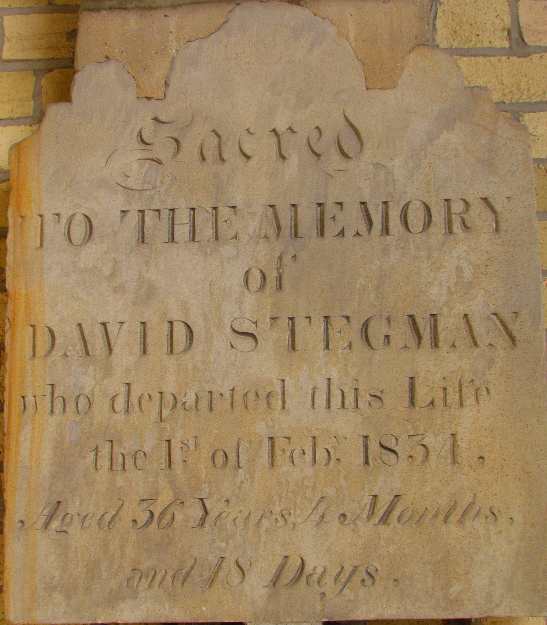 Sacred
TO THE MEMORY
of
DAVID STEGMAN
who departed this Life
the 1st of Feby. 1834,
Aged 36 Years, 4 Months,
and 18 Days.